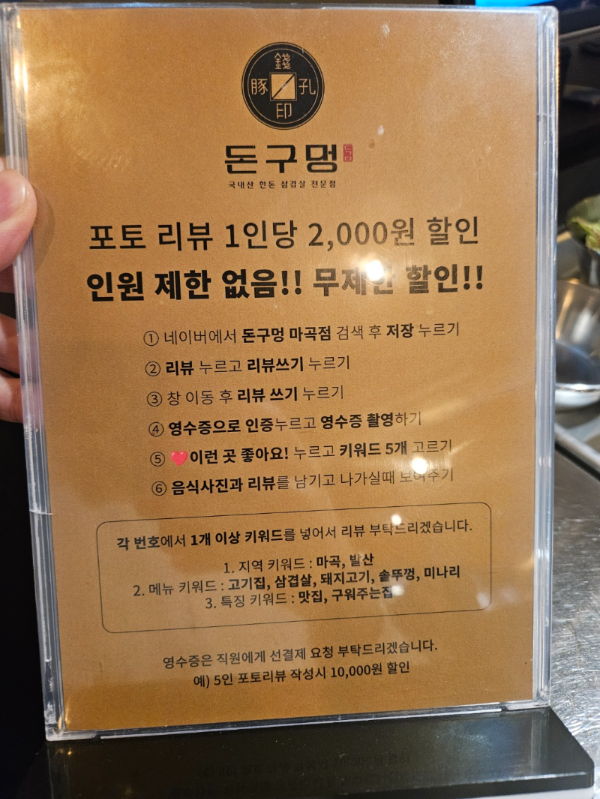 豚 孔
印
돈구멍
국내산 한돈 삼겹살 전문점
포토 리뷰 1인당 2,000원 할인
인원 제한 없음!! 무제한 할인!!
① 네이버에서 돈구멍 마곡점 검색 후 저장 누르기
② 리뷰 누르고 리뷰쓰기 누르기
③ 창 이동 후 리뷰 쓰기 누르기
④ 영수증으로 인증누르고 영수증 촬영하기
⑤ ❤이런 곳 좋아요! 누르고 키워드 5개 고르기
⑥ 음식사진과 리뷰를 남기고 나가실때 보여주기
각 번호에서 1개 이상 키워드를 넣어서 리뷰 부탁드리겠습니다.
1. 지역 키워드 : 마곡, 발산
2. 메뉴 키워드 : 고기집, 삼겹살, 돼지고기, 솥뚜껑, 미나리
3. 특징 키워드 : 맛집, 구워주는집
영수증은 직원에게 선결제 요청 부탁드리겠습니다.
예) 5인 포토리뷰 작성시 10,000원 할인